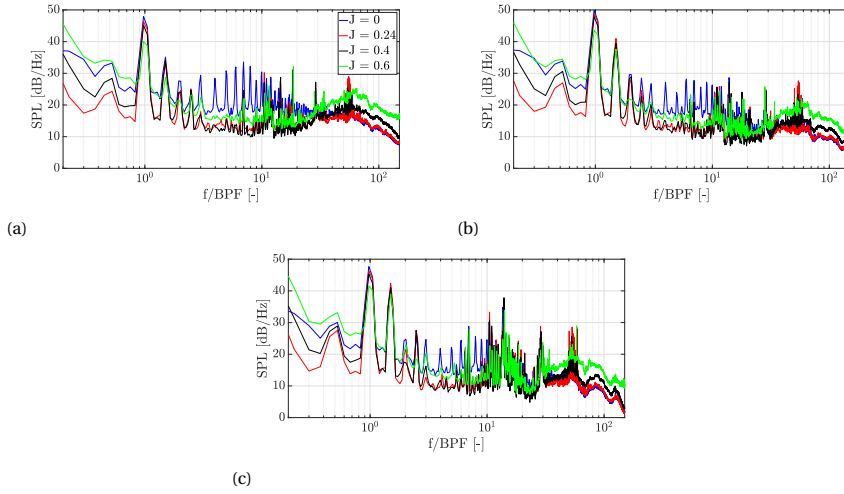 50
40
30
20
10
0
SPL [dB/Hz]
10^0
10^1
10^2
f/BPF [-]
J = 0
J = 0.24
J = 0.4
J = 0.6
(a)
50
40
30
20
10
0
SPL [dB/Hz]
10^0
10^1
10^2
f/BPF [-]
(b)
50
40
30
20
10
0
SPL [dB/Hz]
10^0
10^1
10^2
f/BPF [-]
(c)